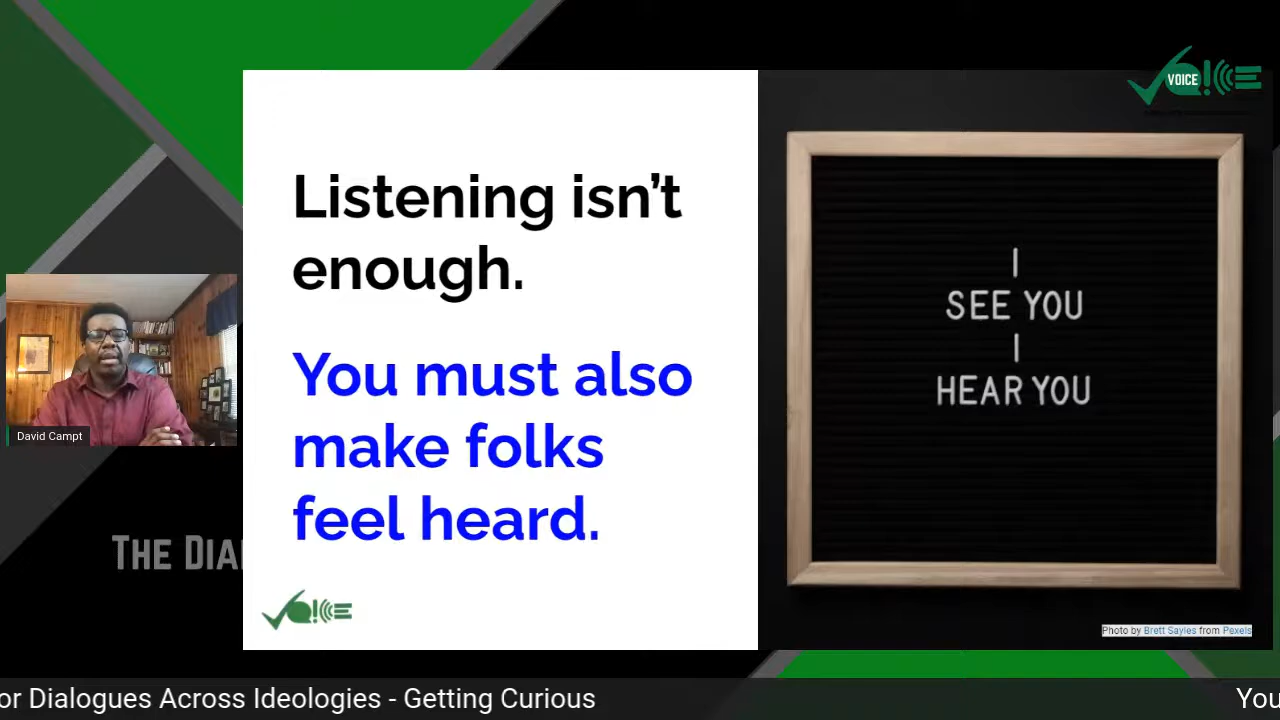 VOICE
Listening isn’t
enough.
You must also
make folks
feel heard.
I
SEE YOU
I
HEAR YOU
David Campt
THE DIA
Photo by Brett Sayles from Pexels
or Dialogues Across Ideologies - Getting Curious
You